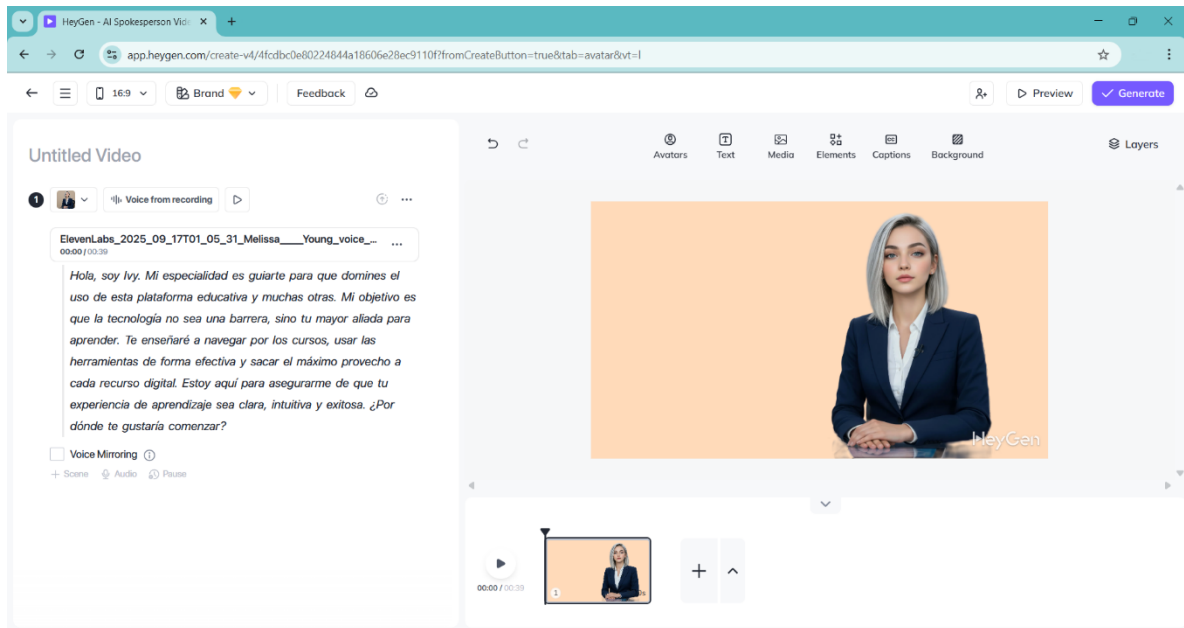 HeyGen - AI Spokesperson Vide
app.heygen.com/create-v4/4fcdbc0e80224844a18606e28ec9110f?fromCreateButton=true&tab=avatar&vt=l
16:9 Brand Feedback Preview Generate
Untitled Video
Avatars Text Media Elements Captions Background Layers
1 Voice from recording
ElevenLabs_2025_09_17T01_05_31_Melissa____Young_voice_...
00:00 / 00:39
Hola, soy Ivy. Mi especialidad es guiarte para que domines el
uso de esta plataforma educativa y muchas otras. Mi objetivo es
que la tecnología no sea una barrera, sino tu mayor aliada para
aprender. Te enseñaré a navegar por los cursos, usar las
herramientas de forma efectiva y sacar el máximo provecho a
cada recurso digital. Estoy aquí para asegurarme de que tu
experiencia de aprendizaje sea clara, intuitiva y exitosa. ¿Por
dónde te gustaría comenzar?
Voice Mirroring
+ Scene Audio Pause
HeyGen
00:00 / 00:39
1